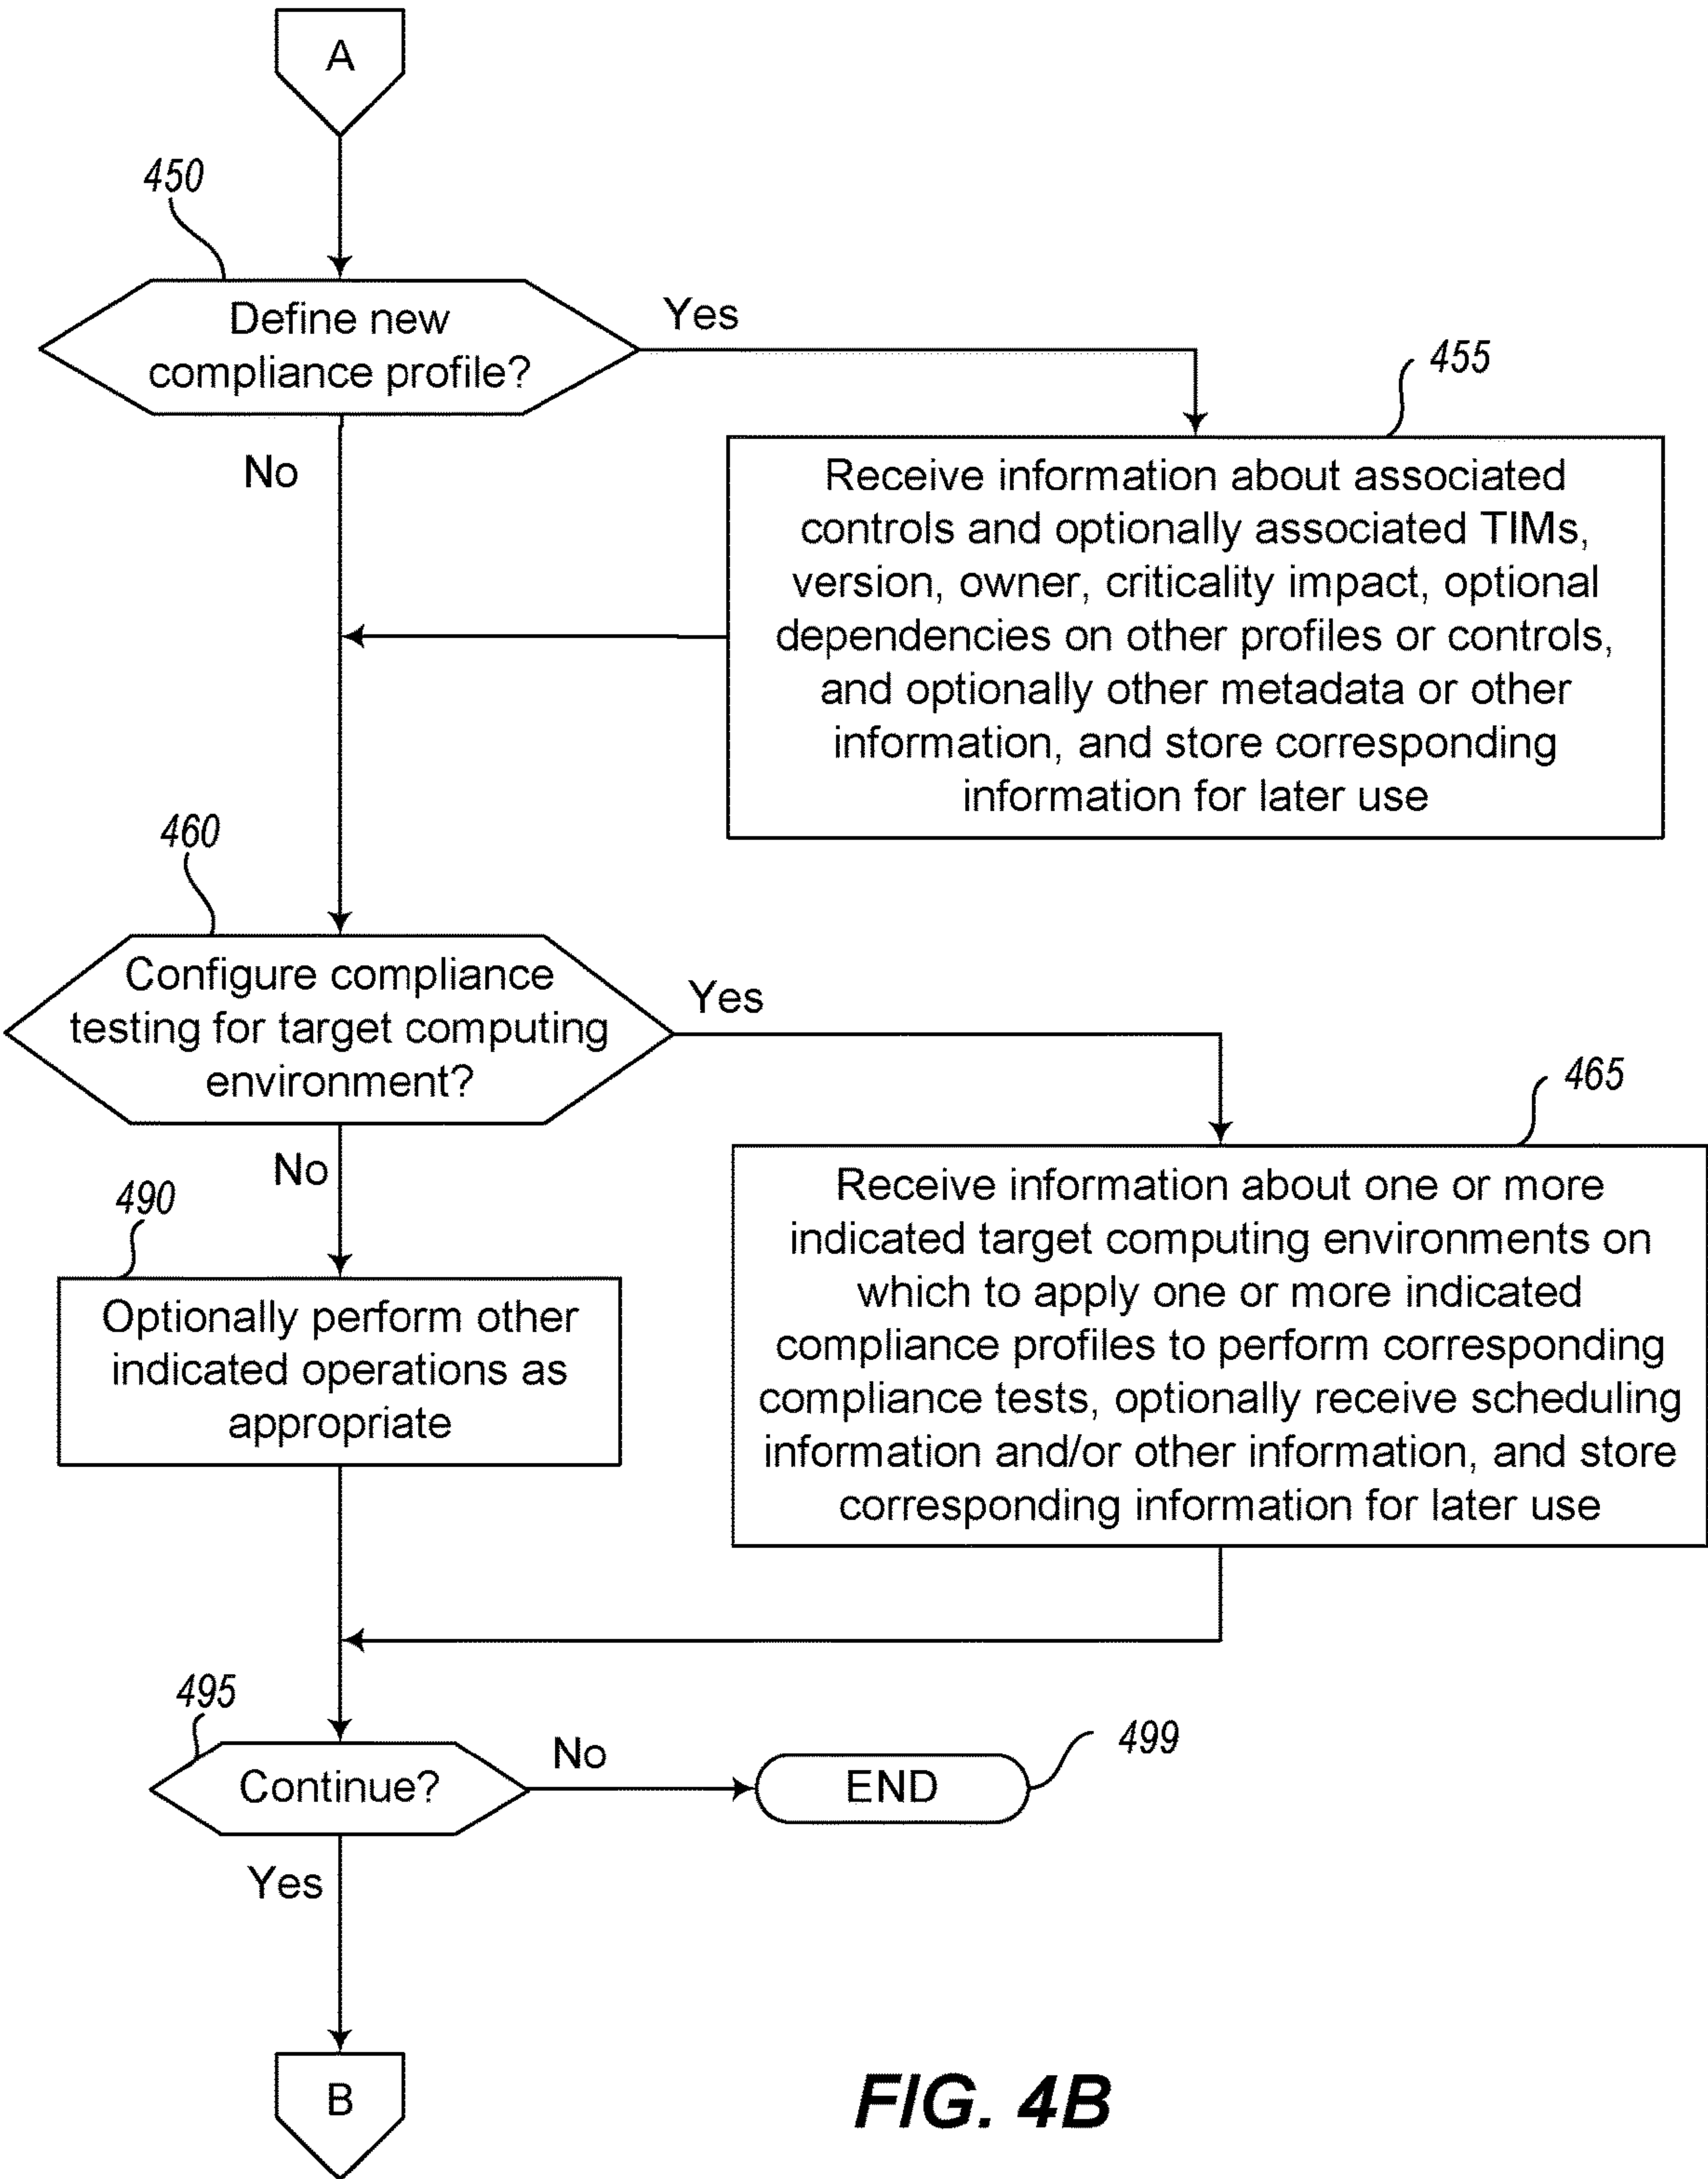 A
450
Define new
compliance profile?
Yes
No
455
Receive information about associated
controls and optionally associated TIMs,
version, owner, criticality impact, optional
dependencies on other profiles or controls,
and optionally other metadata or other
information, and store corresponding
information for later use
460
Configure compliance
testing for target computing
environment?
Yes
No
465
Receive information about one or more
indicated target computing environments on
which to apply one or more indicated
compliance profiles to perform corresponding
compliance tests, optionally receive scheduling
information and/or other information, and store
corresponding information for later use
490
Optionally perform other
indicated operations as
appropriate
495
Continue?
No
END
499
Yes
B
FIG. 4B